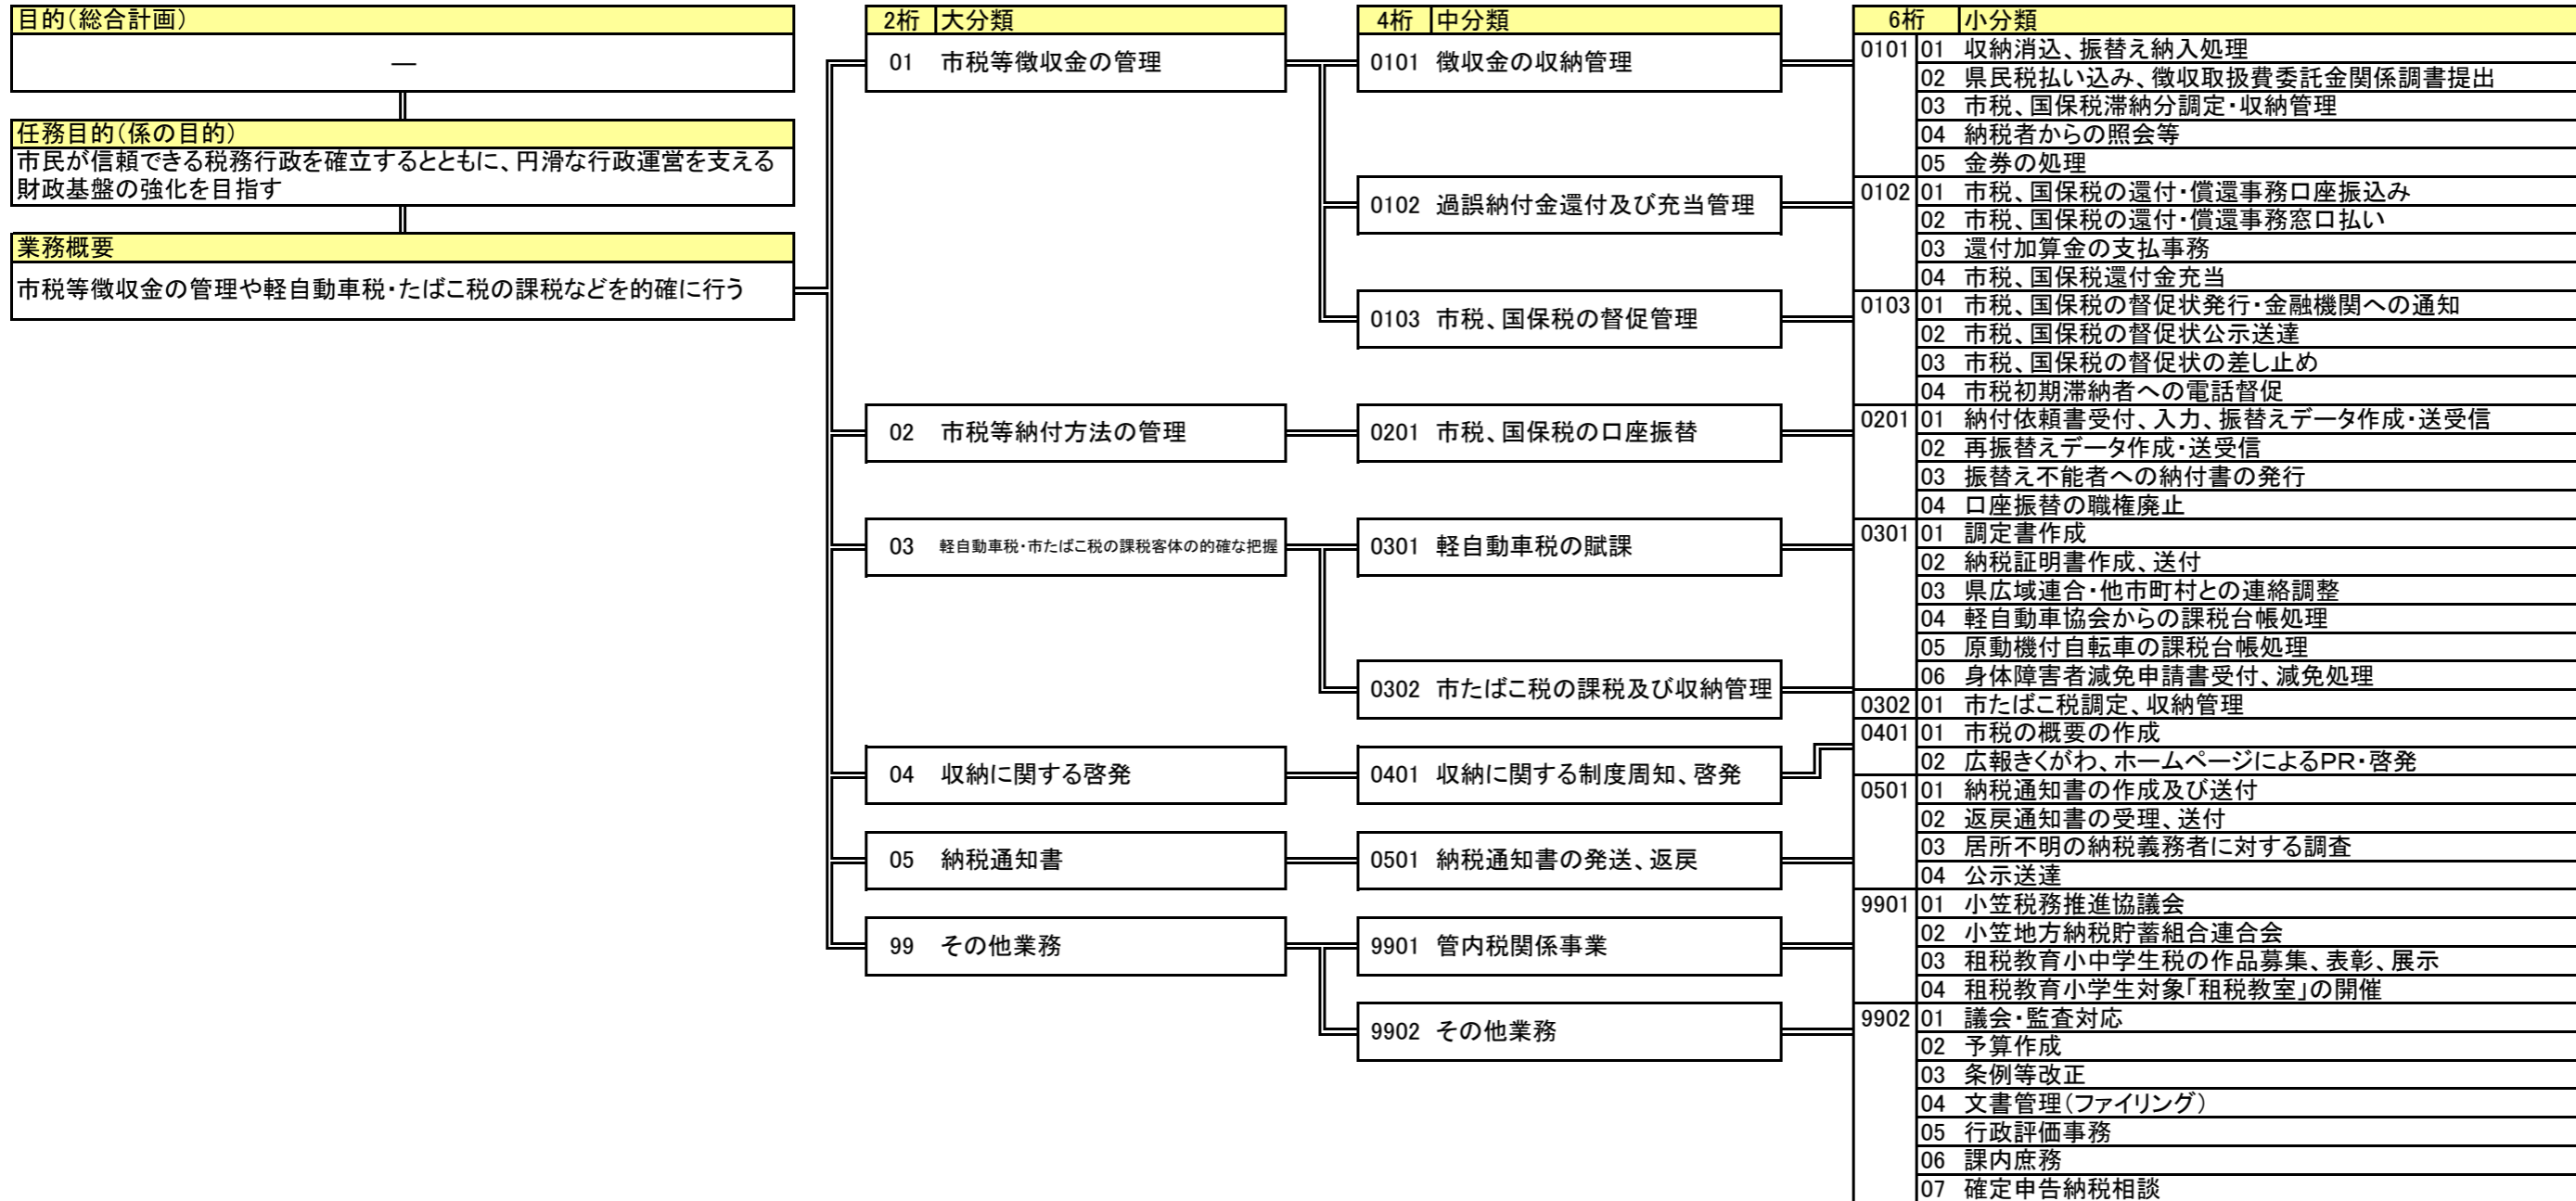 目的(総合計画)
―
任務目的(係の目的)
市民が信頼できる税務行政を確立するとともに、円滑な行政運営を支える
財政基盤の強化を目指す
業務概要
市税等徴収金の管理や軽自動車税・たばこ税の課税などを的確に行う
2桁 大分類
01 市税等徴収金の管理
02 市税等納付方法の管理
03 軽自動車税・市たばこ税の課税客体の的確な把握
04 収納に関する啓発
05 納税通知書
99 その他業務
4桁 中分類
0101 徴収金の収納管理
0102 過誤納付金還付及び充当管理
0103 市税、国保税の督促管理
0201 市税、国保税の口座振替
0301 軽自動車税の賦課
0302 市たばこ税の課税及び収納管理
0401 収納に関する制度周知、啓発
0501 納税通知書の発送、返戻
9901 管内税関係事業
9902 その他業務
6桁 小分類
0101 01 収納消込、振替え納入処理
02 県民税払い込み、徴収取扱費委託金関係調書提出
03 市税、国保税滞納分調定・収納管理
04 納税者からの照会等
05 金券の処理
0102 01 市税、国保税の還付・償還事務口座振込み
02 市税、国保税の還付・償還事務窓口払い
03 還付加算金の支払事務
04 市税、国保税還付金充当
0103 01 市税、国保税の督促状発行・金融機関への通知
02 市税、国保税の督促状公示送達
03 市税、国保税の督促状の差し止め
04 市税初期滞納者への電話督促
0201 01 納付依頼書受付、入力、振替えデータ作成・送受信
02 再振替えデータ作成・送受信
03 振替え不能者への納付書の発行
04 口座振替の職権廃止
0301 01 調定書作成
02 納税証明書作成、送付
03 県広域連合・他市町村との連絡調整
04 軽自動車協会からの課税台帳処理
05 原動機付自転車の課税台帳処理
06 身体障害者減免申請書受付、減免処理
0302 01 市たばこ税調定、収納管理
0401 01 市税の概要の作成
02 広報きくがわ、ホームページによるPR・啓発
0501 01 納税通知書の作成及び送付
02 返戻通知書の受理、送付
03 居所不明の納税義務者に対する調査
04 公示送達
9901 01 小笠税務推進協議会
02 小笠地方納税貯蓄組合連合会
03 租税教育小中学生税の作品募集、表彰、展示
04 租税教育小学生対象「租税教室」の開催
9902 01 議会・監査対応
02 予算作成
03 条例等改正
04 文書管理(ファイリング)
05 行政評価事務
06 課内庶務
07 確定申告納税相談